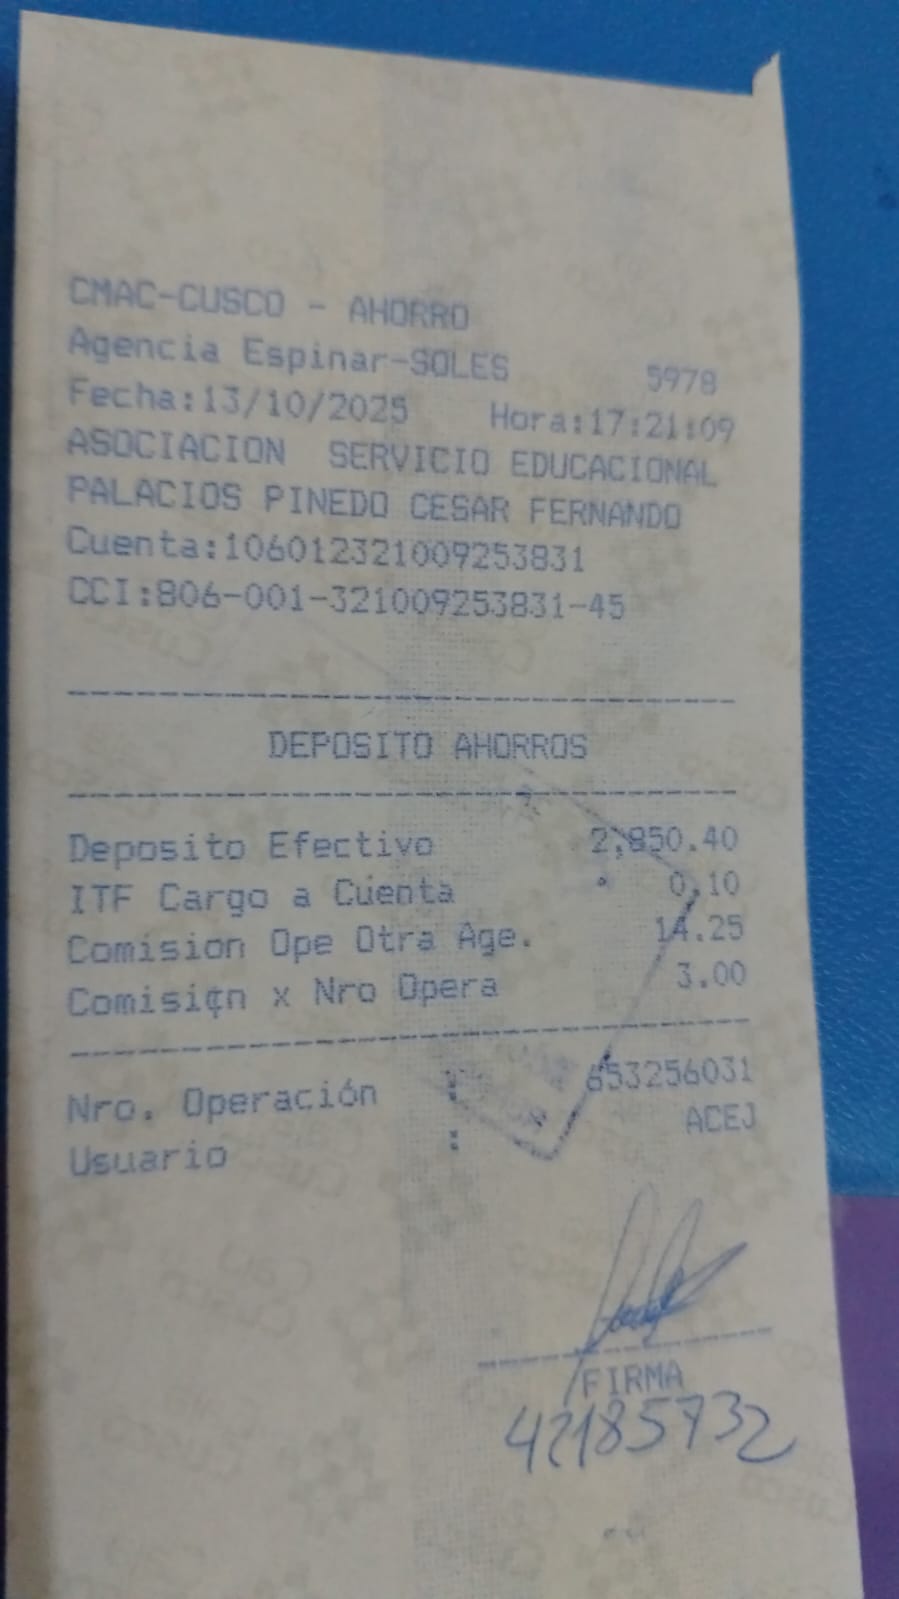 CMAC-CUSCO - AHORRO
Agencia Espinar-SOLES 5978
Fecha:13/10/2025 Hora:17:21:09
ASOCIACION SERVICIO EDUCACIONAL
PALACIOS PINEDO CESAR FERNANDO
Cuenta:106012321009253831
CCI:806-001-321009253831-45
DEPOSITO AHORROS
Deposito Efectivo 2,850.40
ITF Cargo a Cuenta 0.10
Comision Ope Otra Age. 14.25
Comision x Nro Opera 3.00
Nro. Operación : 653256031
Usuario : ACEJ
FIRMA
42185732